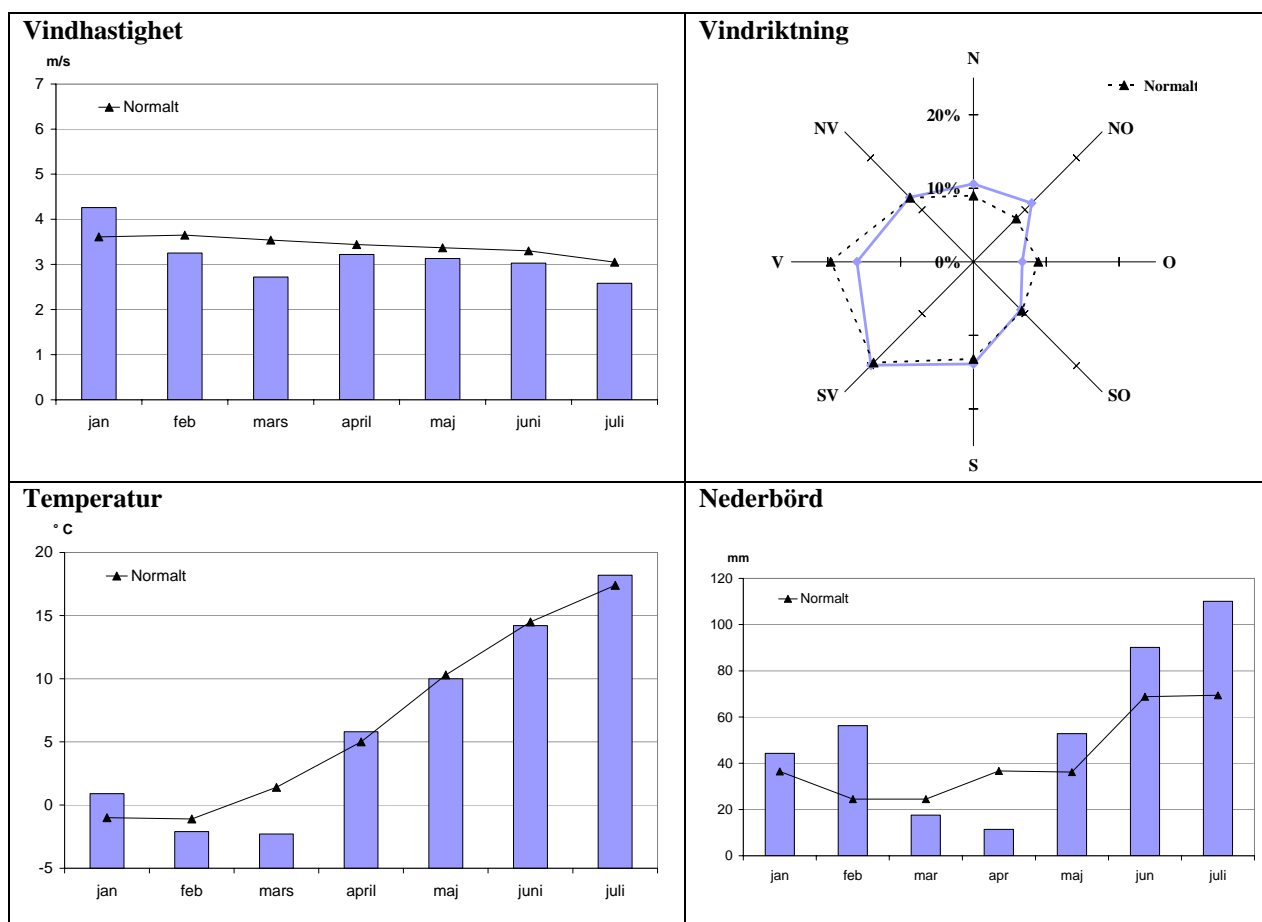 Vindhastighet
m/s
7
Normalt
6
5
4
3
2
1
0
jan feb mars april maj juni juli
Vindriktning
N
Normalt
20%
NV NO
10%
V 0% O
SV SO
S
Temperatur
° C
20
Normalt
15
10
5
0
-5
jan feb mars april maj juni juli
Nederbörd
mm
120
Normalt
100
80
60
40
20
0
jan feb mar apr maj jun juli